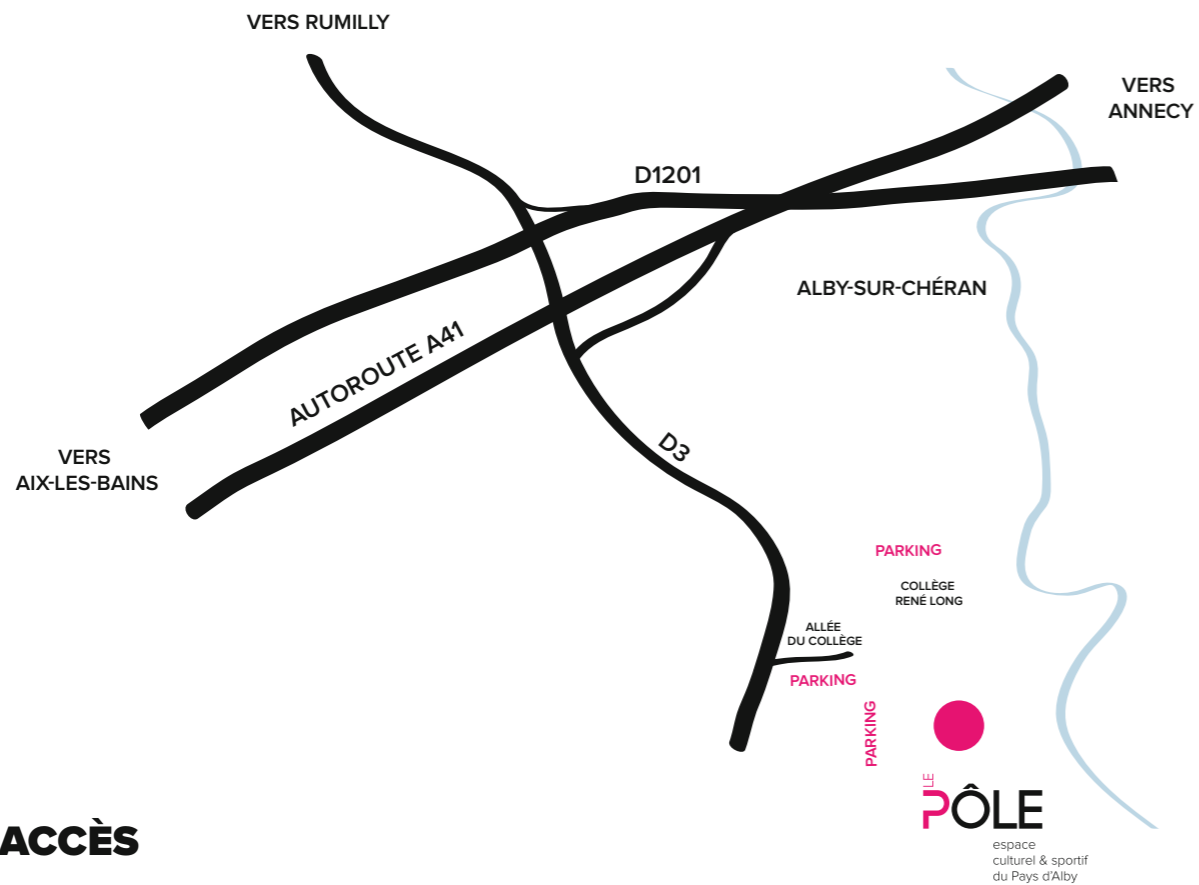 VERS RUMILLY
VERS
ANNECY
D1201
ALBY-SUR-CHÉRAN
AUTOROUTE A41
VERS
AIX-LES-BAINS
D3
PARKING
COLLÈGE
RENÉ LONG
ALLÉE
DU COLLÈGE
PARKING
PARKING
LE
PÔLE
espace
culturel & sportif
du Pays d'Alby
ACCÈS